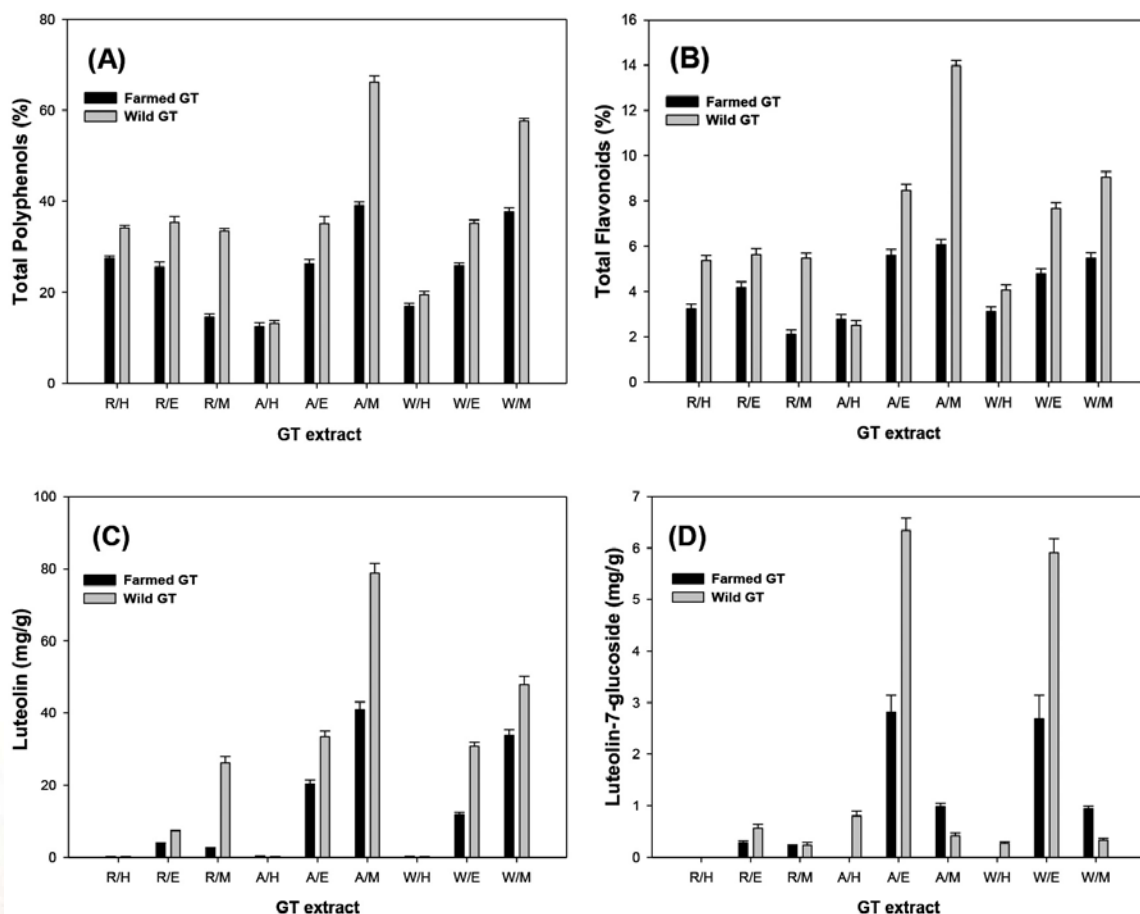 (A)
Farmed GT
Wild GT
Total Polyphenols (%)
80
60
40
20
0
R/H R/E R/M A/H A/E A/M W/H W/E W/M
GT extract
(B)
Farmed GT
Wild GT
Total Flavonoids (%)
16
14
12
10
8
6
4
2
0
R/H R/E R/M A/H A/E A/M W/H W/E W/M
GT extract
(C)
Farmed GT
Wild GT
Luteolin (mg/g)
100
80
60
40
20
0
R/H R/E R/M A/H A/E A/M W/H W/E W/M
GT extract
(D)
Farmed GT
Wild GT
Luteolin-7-glucoside (mg/g)
7
6
5
4
3
2
1
0
R/H R/E R/M A/H A/E A/M W/H W/E W/M
GT extract